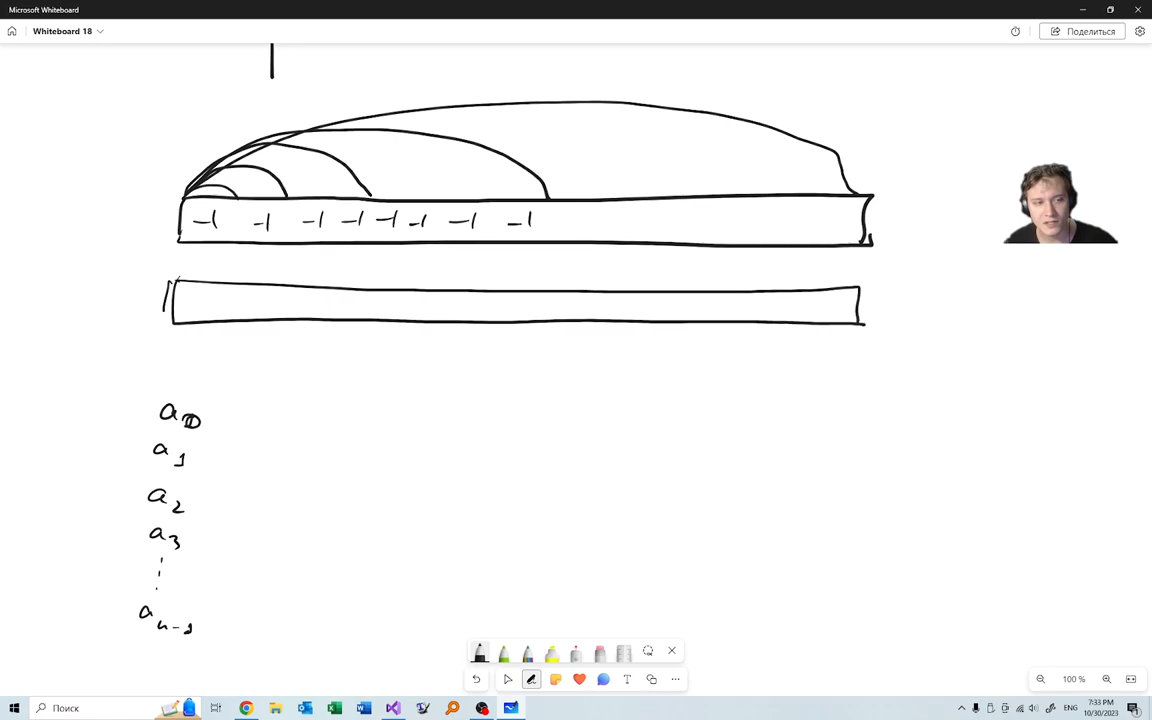 Microsoft Whiteboard
Whiteboard 18
Поделиться
-1 -1 -1 -1 -1 -1 -1 -1
a0
a1
a2
a3
⋮
an-1
100 %
Поиск
ENG
7:33 PM
10/30/2023